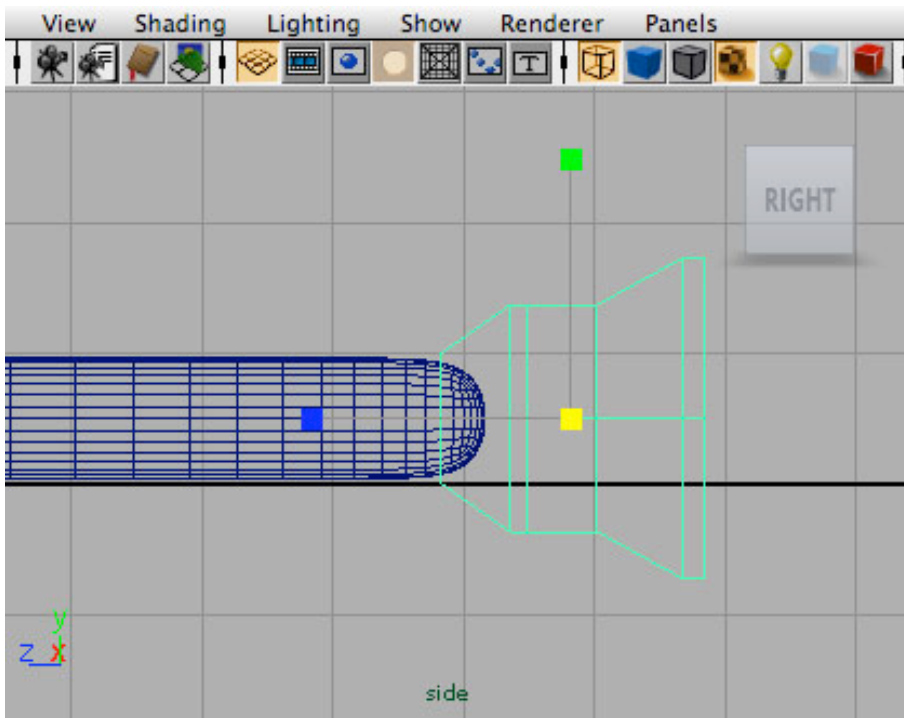 View Shading Lighting Show Renderer Panels
T
RIGHT
y
Z X
side